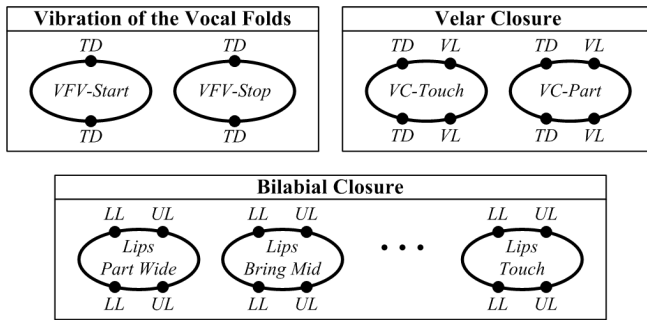 Vibration of the Vocal Folds
TD TD
VFV-Start VFV-Stop
TD TD
Velar Closure
TD VL TD VL
VC-Touch VC-Part
TD VL TD VL
Bilabial Closure
LL UL LL UL LL UL
Lips Lips Lips
Part Wide Bring Mid • • • Touch
LL UL LL UL LL UL